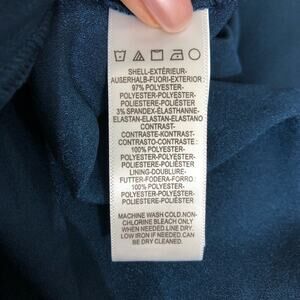 SHELL-EXTÉRIEUR-
AUSSERHALB-FUORI-EXTERIOR:
97% POLYESTER-
POLYESTER-POLYESTER-
POLIESTERE-POLIÉSTER
3% SPANDEX-ÉLASTHANNE-
ELASTAN-ELASTAN-ELASTANO
CONTRAST-
CONTRASTE-KONTRAST-
CONTRASTO-CONTRASTE:
100% POLYESTER-
POLYESTER-POLYESTER-
POLIESTERE-POLIÉSTER
LINING-DOUBLURE-
FUTTER-FODERA-FORRO:
100% POLYESTER-
POLYESTER-POLYESTER-
POLIESTERE-POLIÉSTER
MACHINE WASH COLD.NON-
CHLORINE BLEACH ONLY
WHEN NEEDED.LINE DRY.
LOW IRON IF NEEDED.CAN
BE DRY CLEANED.